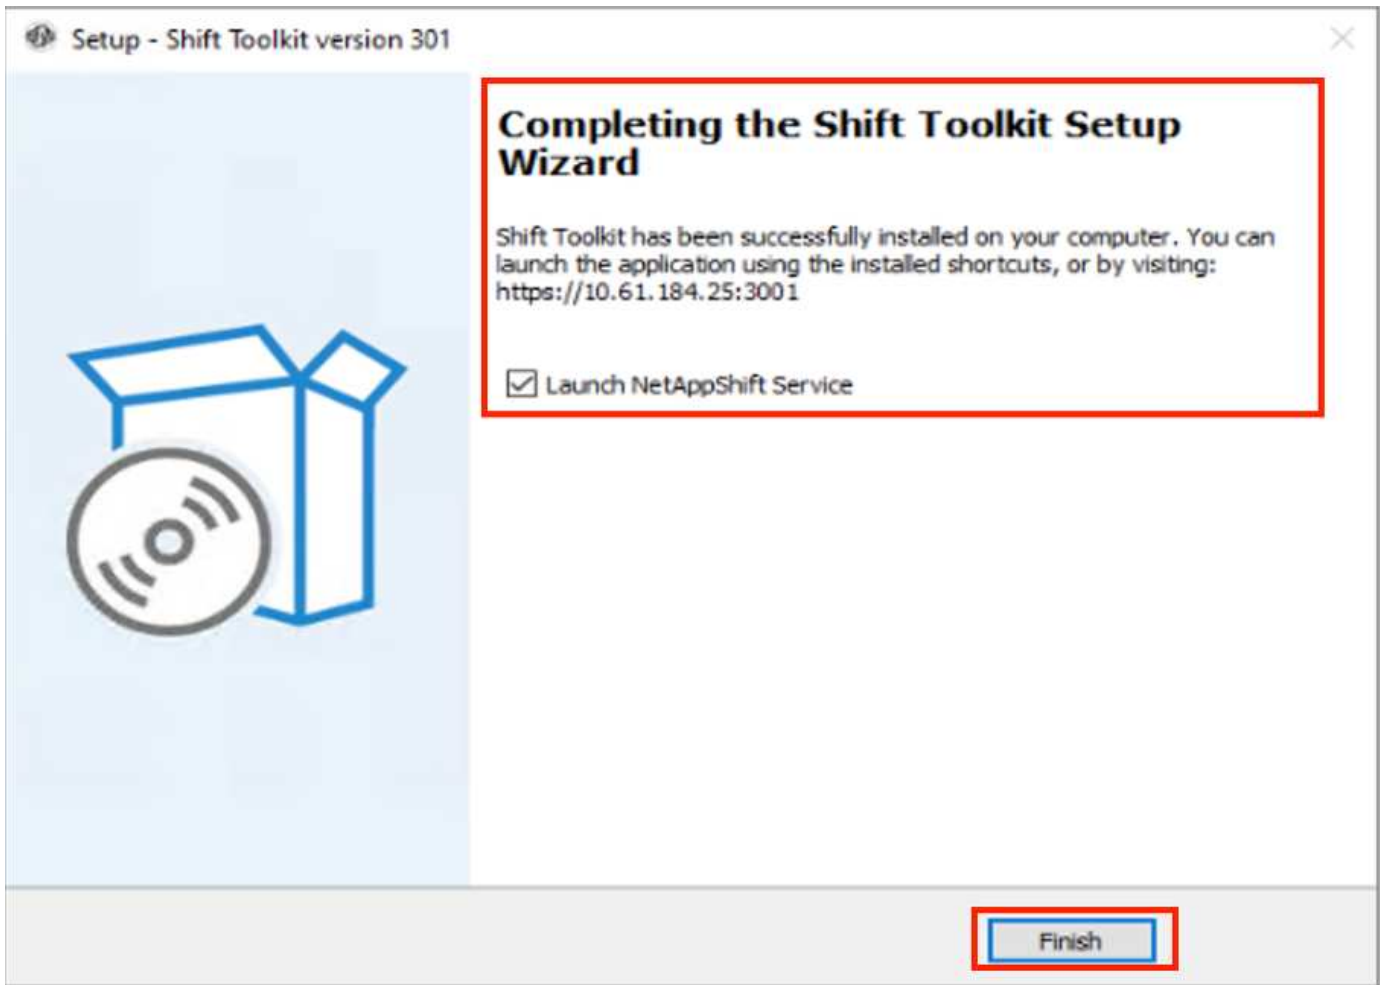 Setup - Shift Toolkit version 301
Completing the Shift Toolkit Setup
Wizard
Shift Toolkit has been successfully installed on your computer. You can
launch the application using the installed shortcuts, or by visiting:
https://10.61.184.25:3001
Launch NetAppShift Service
Finish